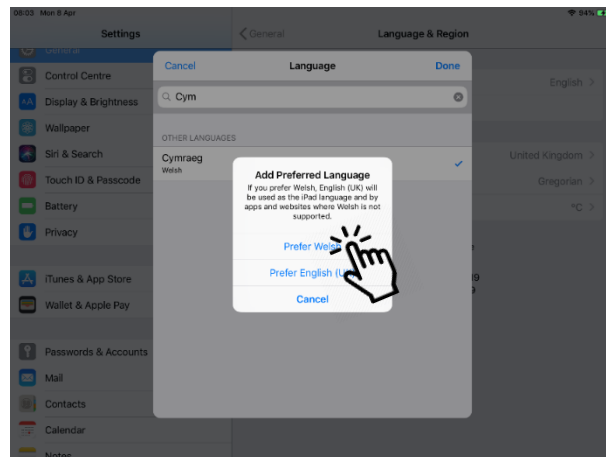 08:03 Mon 8 Apr
94%
Settings
General
Language & Region
General
Control Centre
Display & Brightness
Wallpaper
Siri & Search
Touch ID & Passcode
Battery
Privacy
iTunes & App Store
Wallet & Apple Pay
Passwords & Accounts
Mail
Contacts
Calendar
Notes
English
United Kingdom
Gregorian
°C
Cancel
Language
Done
Cym
OTHER LANGUAGES
Cymraeg
Welsh
Add Preferred Language
If you prefer Welsh, English (UK) will
be used as the iPad language and by
apps and websites where Welsh is not
supported.
Prefer Welsh
Prefer English (U
Cancel